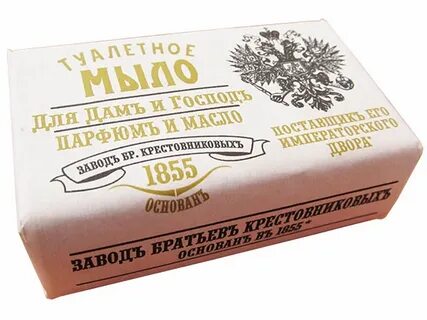 ТУАЛЕТНОЕ
МЫЛО
Для Дамъ и Господъ
ПАРФЮМЪ И МАСЛО
ЗАВОДЪ БР. КРЕСТОВНИКОВЫХЪ
1855
ОСНОВАНЪ
ПОСТАВЩИКЪ ЕГО
ИМПЕРАТОРСКОГО
ДВОРА*
ЗАВОДЪ БРАТЬЕВЪ КРЕСТОВНИКОВЫХЪ
ОСНОВАНЪ ВЪ 1855*